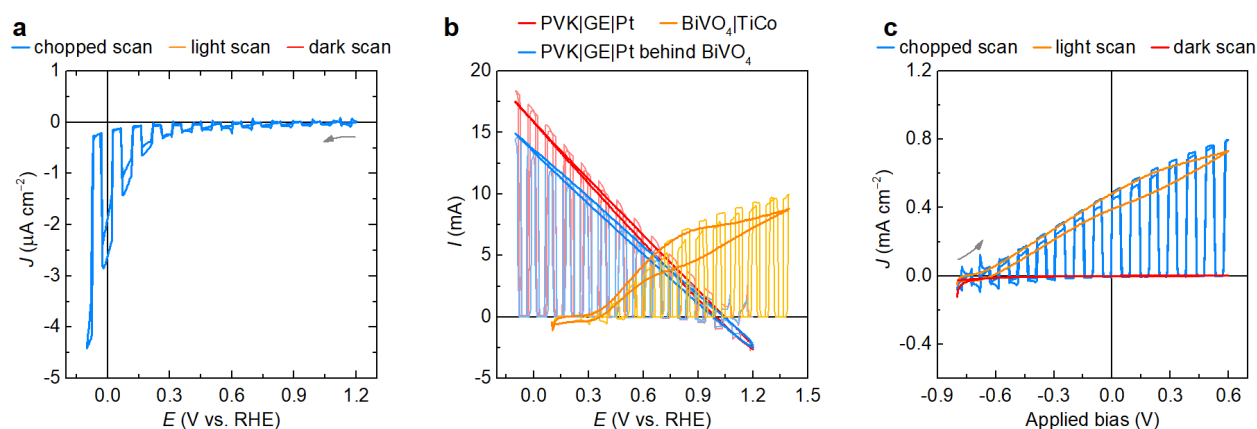 a
chopped scan light scan dark scan
1
0
-1
-2
-3
-4
-5
J (μA cm−2)
0.0 0.3 0.6 0.9 1.2
E (V vs. RHE)
b
PVK|GE|Pt BiVO4|TiCo
PVK|GE|Pt behind BiVO4
20
15
10
5
0
-5
I (mA)
0.0 0.3 0.6 0.9 1.2 1.5
E (V vs. RHE)
c
chopped scan light scan dark scan
1.2
0.8
0.4
0.0
-0.4
J (mA cm−2)
-0.9 -0.6 -0.3 0.0 0.3 0.6
Applied bias (V)